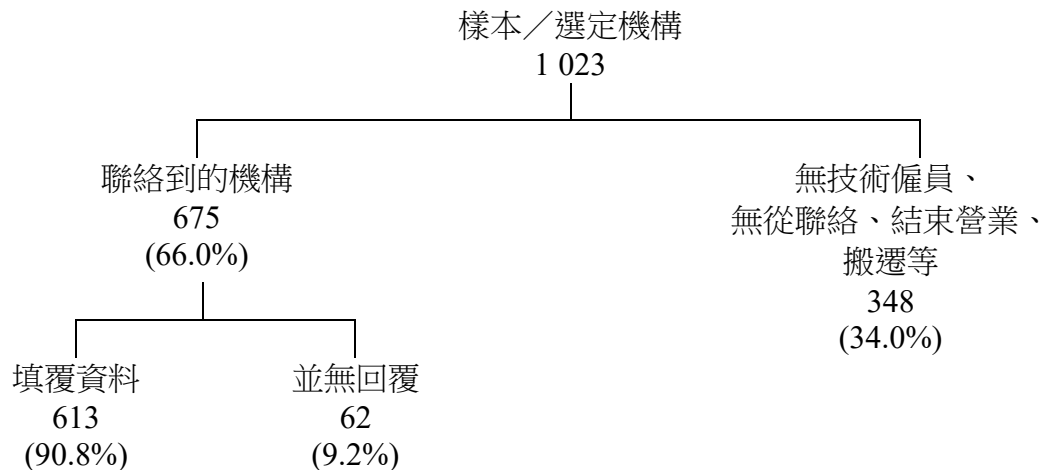 樣本／選定機構
1 023
聯絡到的機構
675
(66.0%)
無技術僱員、
無從聯絡、結束營業、
搬遷等
348
(34.0%)
填覆資料
613
(90.8%)
並無回覆
62
(9.2%)